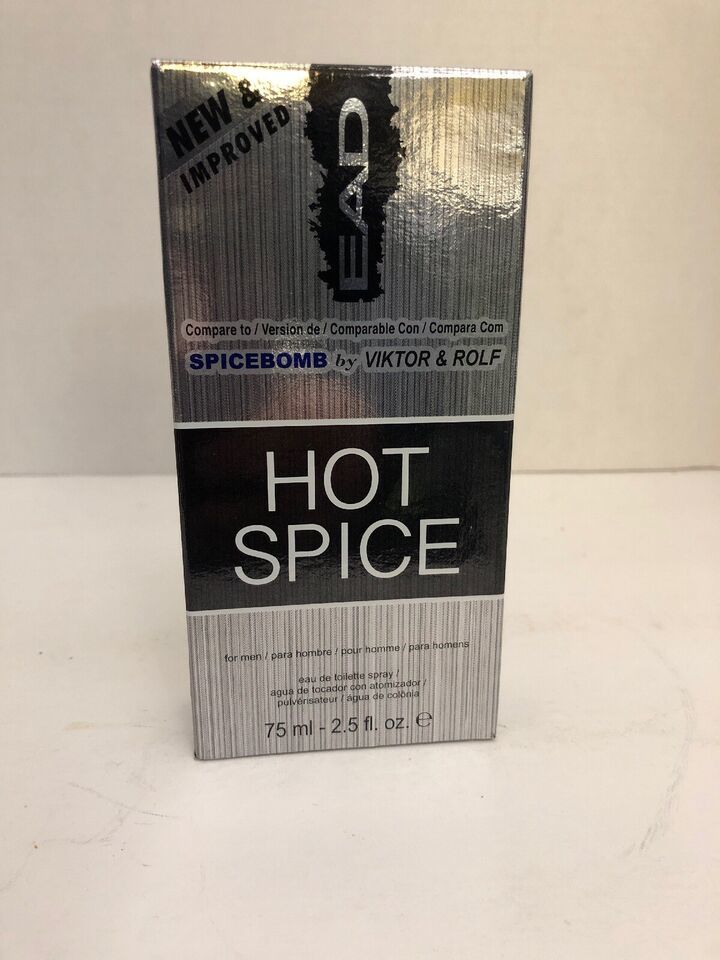 NEW &
IMPROVED
EAD
Compare to / Version de / Comparable Con / Compara Com
SPICEBOMB by VIKTOR & ROLF
HOT
SPICE
for men / para hombre / pour homme / para homens
eau de toilette spray /
agua de tocador con atomizador /
pulvérisateur / água de colônia
75 ml - 2.5 fl. oz. ℮